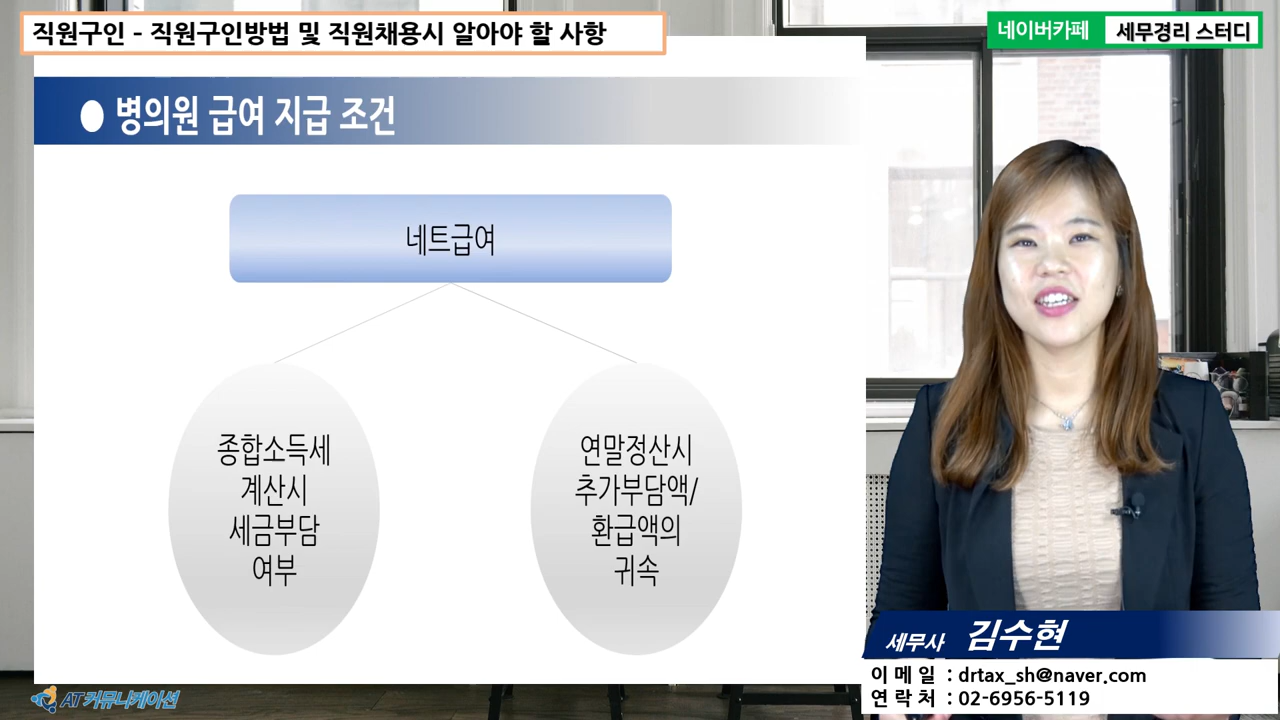 직원구인 - 직원구인방법 및 직원채용시 알아야 할 사항
네이버카페 세무경리 스터디
● 병의원 급여 지급 조건
네트급여
종합소득세
계산시
세금부담
여부
연말정산시
추가부담액/
환급액의
귀속
세무사 김수현
이 메 일 : drtax_sh@naver.com
연 락 처 : 02-6956-5119
AT커뮤니케이션